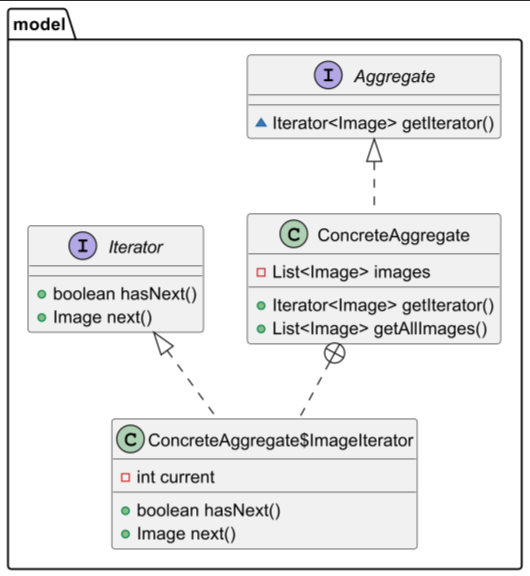 model
I Aggregate
Iterator<Image> getIterator()
I Iterator
boolean hasNext()
Image next()
C ConcreteAggregate
List<Image> images
Iterator<Image> getIterator()
List<Image> getAllImages()
C ConcreteAggregate$ImageIterator
int current
boolean hasNext()
Image next()